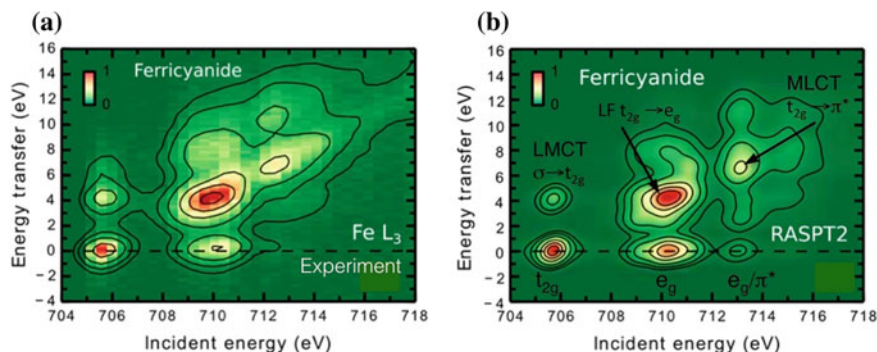 (a)
16
14
12
10
8
6
4
2
0
−2
−4
Energy transfer (eV)
1
0
Ferricyanide
Fe L3
Experiment
704 706 708 710 712 714 716 718
Incident energy (eV)
(b)
16
14
12
10
8
6
4
2
0
−2
−4
Energy transfer (eV)
1
0
Ferricyanide
MLCT
t2g → π*
LF t2g → eg
LMCT
σ→t2g
RASPT2
t2g eg eg/π*
704 706 708 710 712 714 716 718
Incident energy (eV)